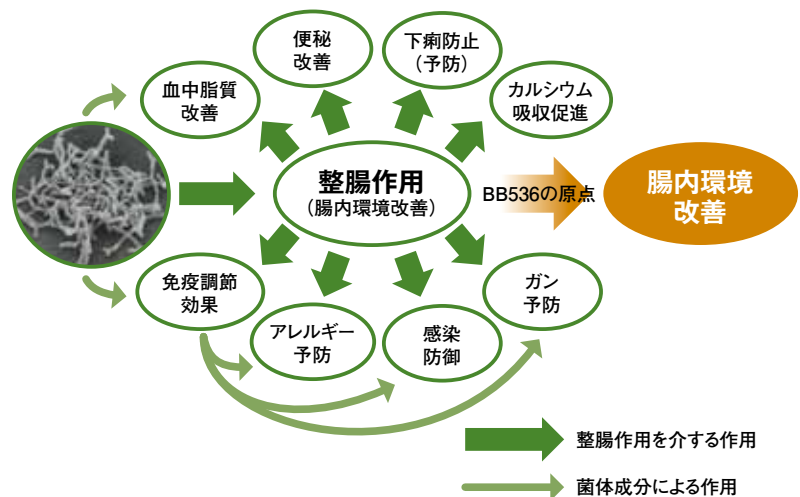 便秘
改善
下痢防止
(予防)
血中脂質
改善
カルシウム
吸収促進
整腸作用
(腸内環境改善)
BB536の原点
腸内環境
改善
免疫調節
効果
ガン
予防
アレルギー
予防
感染
防御
整腸作用を介する作用
菌体成分による作用